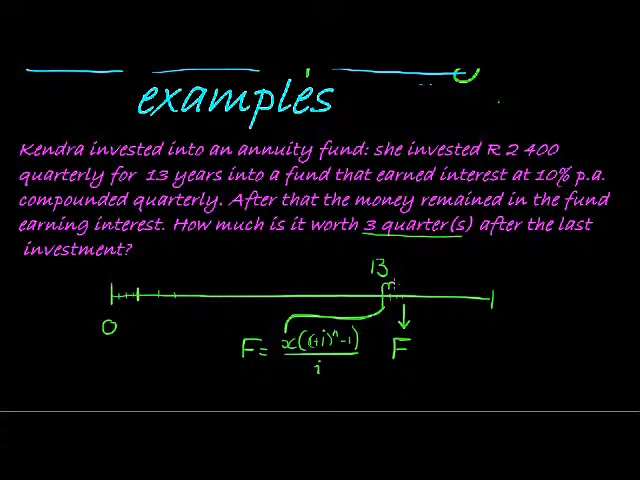 examples
Kendra invested into an annuity fund: she invested R 2 400
quarterly for 13 years into a fund that earned interest at 10% p.a.
compounded quarterly. After that the money remained in the fund
earning interest. How much is it worth 3 quarter(s) after the last
investment?
13
0
F = x((1+i)^n -1) F
i